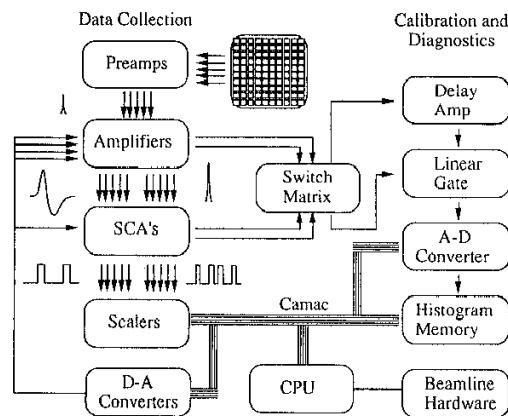 Data Collection
Calibration and
Diagnostics
Preamps
Delay
Amp
Amplifiers
Switch
Matrix
Linear
Gate
SCA's
A-D
Converter
Scalers
Camac
Histogram
Memory
D-A
Converters
CPU
Beamline
Hardware